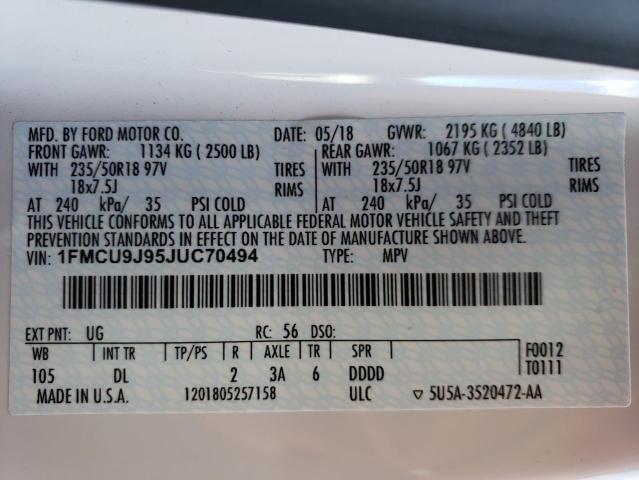 MFD. BY FORD MOTOR CO. DATE: 05/18 GVWR: 2195 KG ( 4840 LB)
FRONT GAWR: 1134 KG ( 2500 LB) REAR GAWR: 1067 KG ( 2352 LB)
WITH 235/50R18 97V TIRES WITH 235/50R18 97V TIRES
18x7.5J RIMS 18x7.5J RIMS
AT 240 kPa/ 35 PSI COLD AT 240 kPa/ 35 PSI COLD
THIS VEHICLE CONFORMS TO ALL APPLICABLE FEDERAL MOTOR VEHICLE SAFETY AND THEFT
PREVENTION STANDARDS IN EFFECT ON THE DATE OF MANUFACTURE SHOWN ABOVE.
VIN: 1FMCU9J95JUC70494 TYPE: MPV
EXT PNT: UG RC: 56 DSO:
WB INT TR TP/PS R AXLE TR SPR F0012
105 DL 2 3A 6 DDDD T0111
MADE IN U.S.A. 1201805257158 ULC ▽ 5U5A-3520472-AA